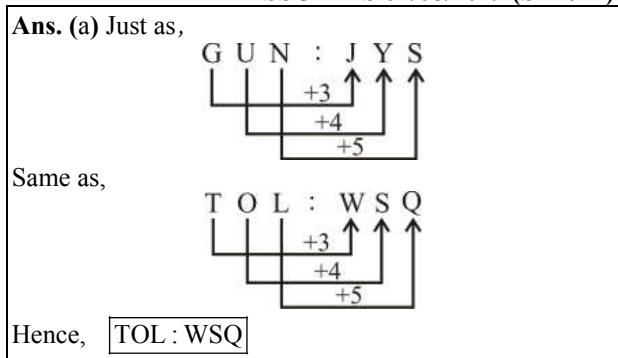 Ans. (a) Just as,
G U N : J Y S
+3
+4
+5
Same as,
T O L : W S Q
+3
+4
+5
Hence, TOL : WSQ